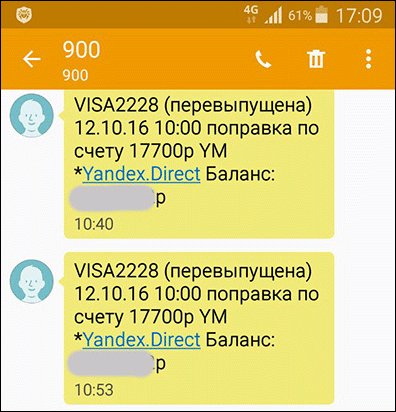 4G 61% 17:09
900
900
VISA2228 (перевыпущена)
12.10.16 10:00 поправка по
счету 17700р YM
*Yandex.Direct Баланс:
р
10:40
VISA2228 (перевыпущена)
12.10.16 10:00 поправка по
счету 17700р YM
*Yandex.Direct Баланс:
р
10:53